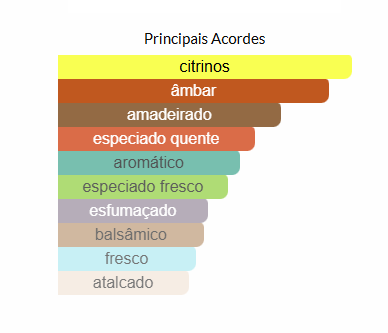 Principais Acordes
citrinos
âmbar
amadeirado
especiado quente
aromático
especiado fresco
esfumaçado
balsâmico
fresco
atalcado